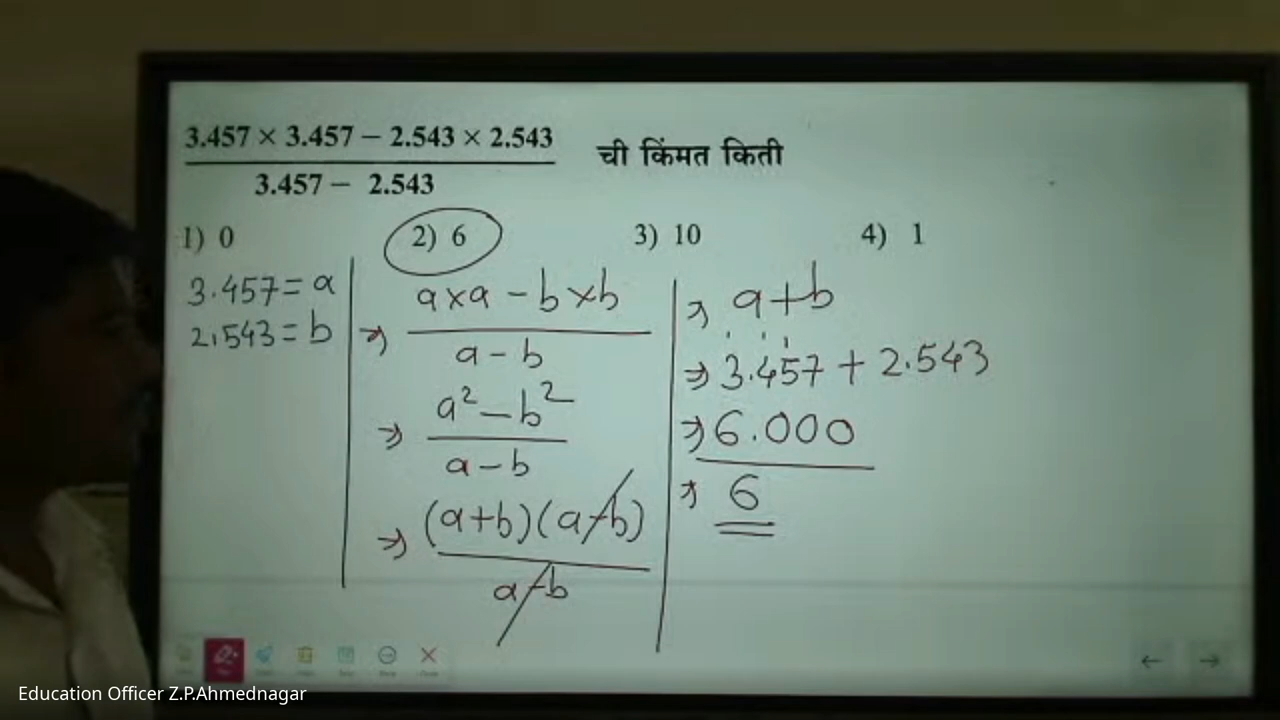 3.457 × 3.457 − 2.543 × 2.543
3.457 − 2.543
ची किंमत किती
1) 0
2) 6
3) 10
4) 1
3.457 = a
2.543 = b
⇒ a×a − b×b
a − b
⇒ a² − b²
a − b
⇒ (a+b)(a−b)
a−b
⇒ a+b
⇒ 3.457 + 2.543
⇒ 6.000
⇒ 6
Education Officer Z.P.Ahmednagar